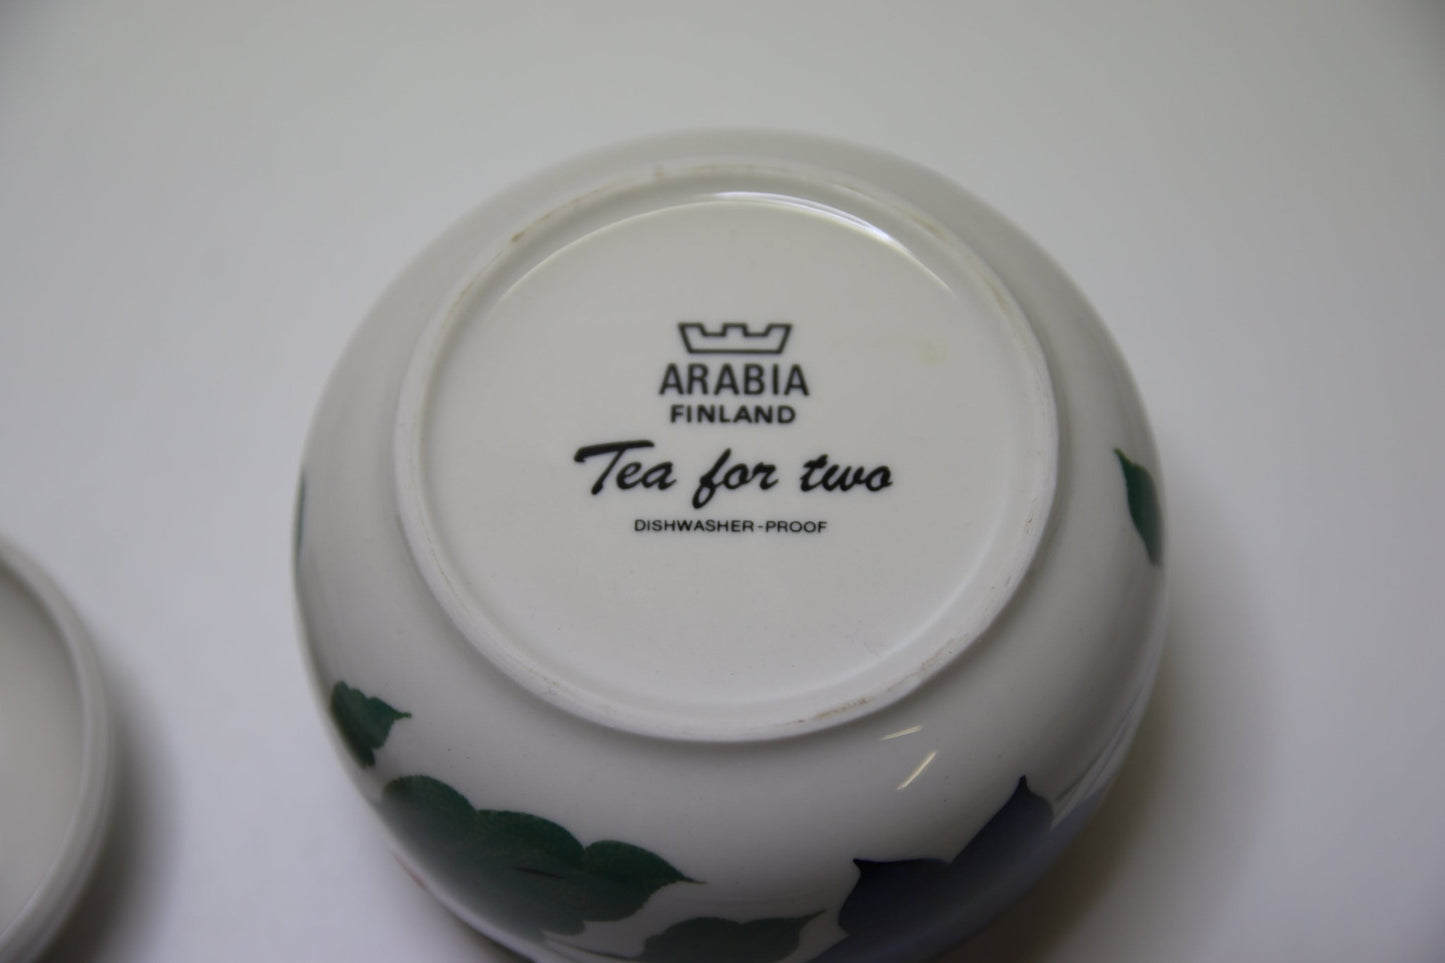 ARABIA
FINLAND
Tea for two
DISHWASHER-PROOF